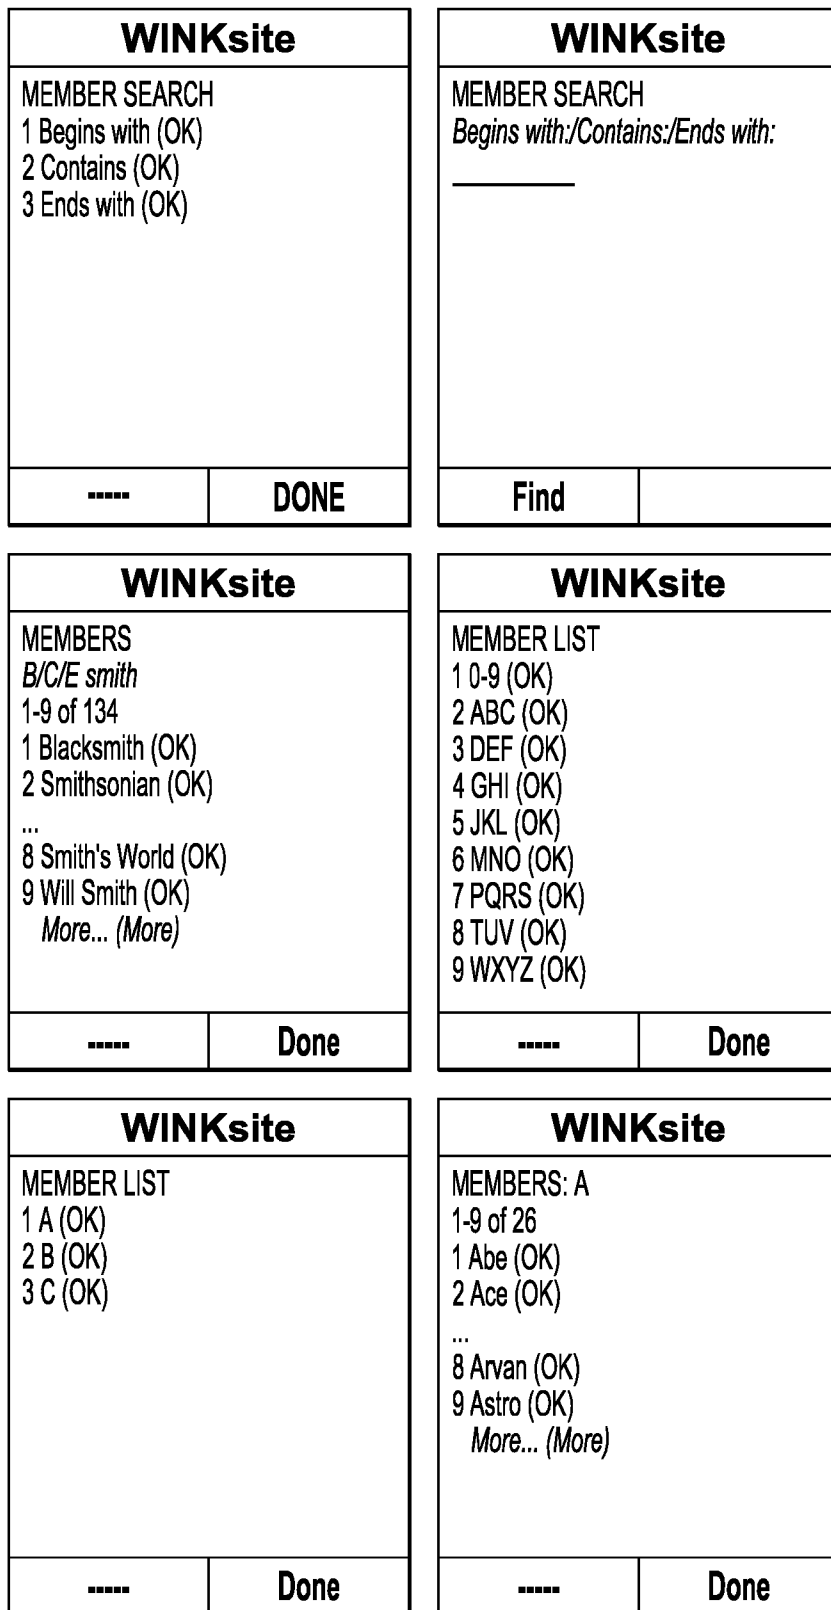 WINKsite
MEMBER SEARCH
1 Begins with (OK)
2 Contains (OK)
3 Ends with (OK)
-----
DONE
WINKsite
MEMBER SEARCH
Begins with:/Contains:/Ends with:
__________
Find
WINKsite
MEMBERS
B/C/E smith
1-9 of 134
1 Blacksmith (OK)
2 Smithsonian (OK)
...
8 Smith's World (OK)
9 Will Smith (OK)
More... (More)
-----
Done
WINKsite
MEMBER LIST
1 0-9 (OK)
2 ABC (OK)
3 DEF (OK)
4 GHI (OK)
5 JKL (OK)
6 MNO (OK)
7 PQRS (OK)
8 TUV (OK)
9 WXYZ (OK)
-----
Done
WINKsite
MEMBER LIST
1 A (OK)
2 B (OK)
3 C (OK)
-----
Done
WINKsite
MEMBERS: A
1-9 of 26
1 Abe (OK)
2 Ace (OK)
...
8 Arvan (OK)
9 Astro (OK)
More... (More)
-----
Done